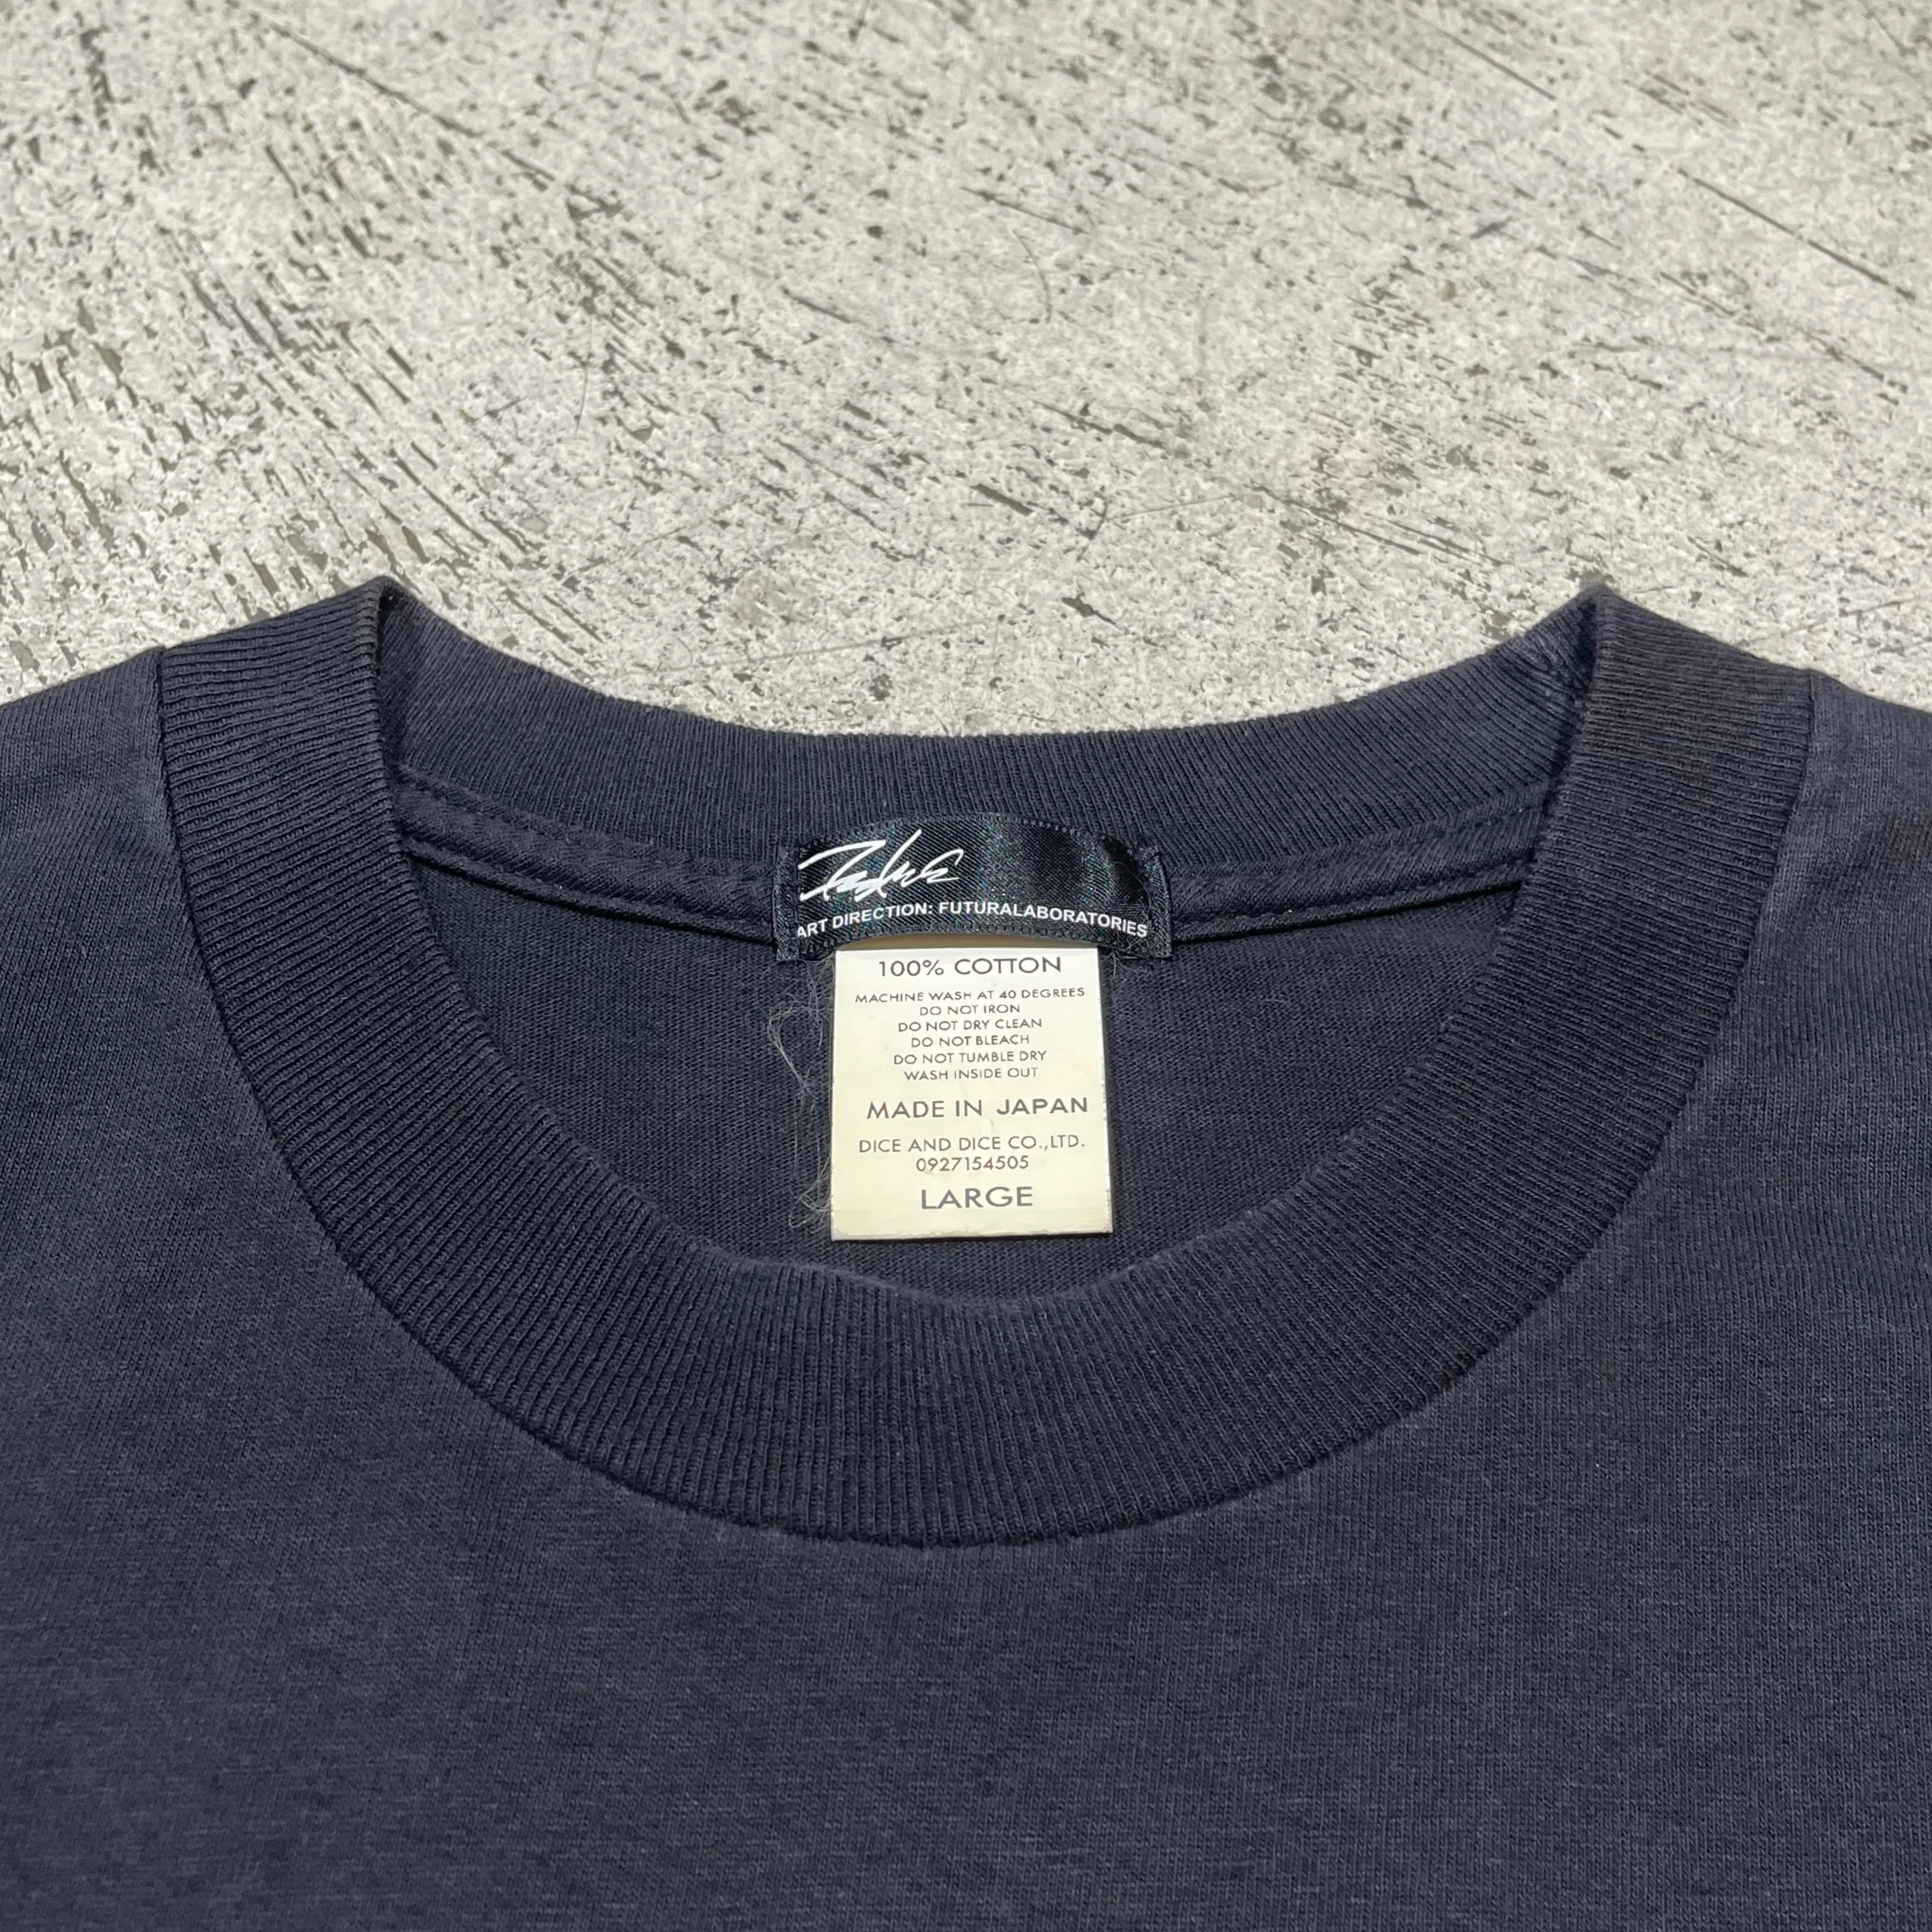 Futura
ART DIRECTION: FUTURALABORATORIES
100% COTTON
MACHINE WASH AT 40 DEGREES
DO NOT IRON
DO NOT DRY CLEAN
DO NOT BLEACH
DO NOT TUMBLE DRY
WASH INSIDE OUT
MADE IN JAPAN
DICE AND DICE CO.,LTD.
0927154505
LARGE